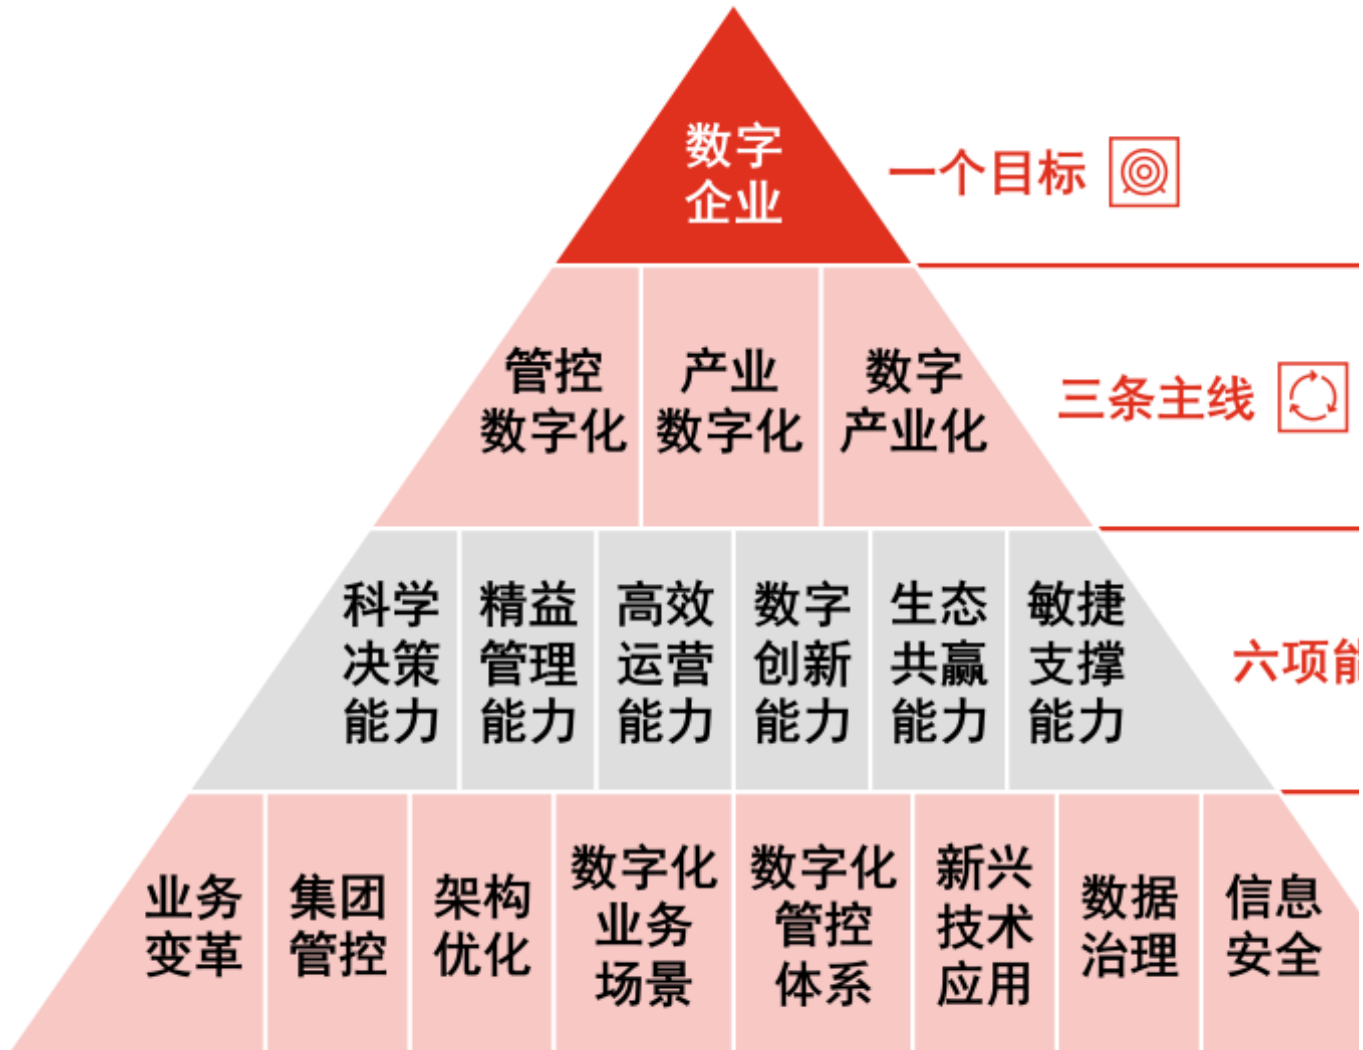 数字
企业
一个目标
管控
数字化
产业
数字化
数字
产业化
三条主线
科学
决策
能力
精益
管理
能力
高效
运营
能力
数字
创新
能力
生态
共赢
能力
敏捷
支撑
能力
六项能
业务
变革
集团
管控
架构
优化
数字化
业务
场景
数字化
管控
体系
新兴
技术
应用
数据
治理
信息
安全